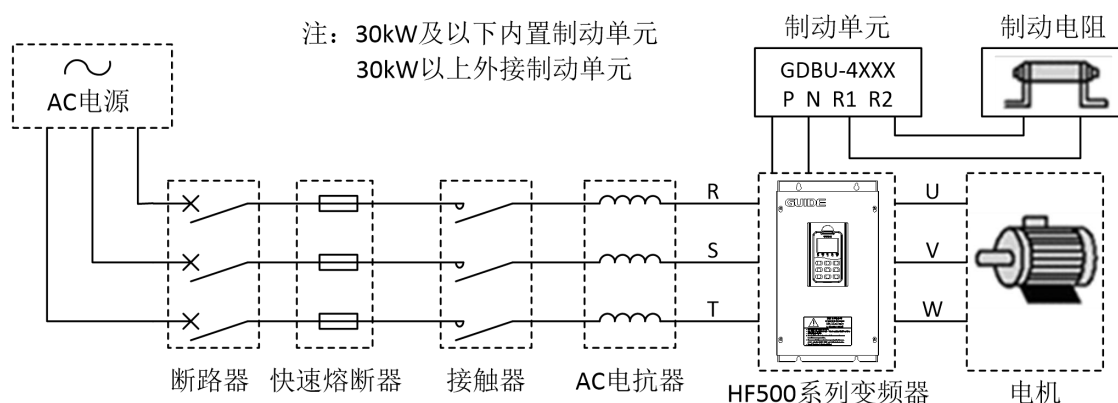 注：30kW及以下内置制动单元
30kW以上外接制动单元
制动单元
制动电阻
AC电源
GDBU-4XXX
P N R1 R2
R
S
T
GUIDE
U
V
W
断路器
快速熔断器
接触器
AC电抗器
HF500系列变频器
电机